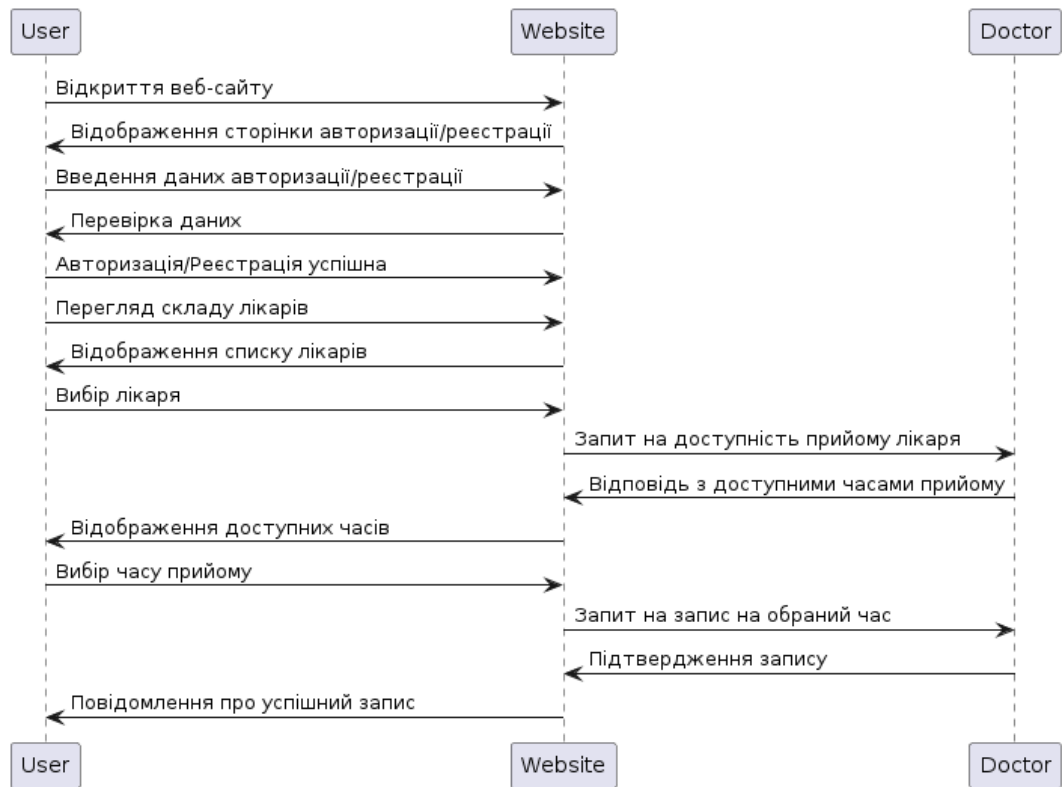 User Website Doctor
Відкриття веб-сайту
Відображення сторінки авторизації/реєстрації
Введення даних авторизації/реєстрації
Перевірка даних
Авторизація/Реєстрація успішна
Перегляд складу лікарів
Відображення списку лікарів
Вибір лікаря
Запит на доступність прийому лікаря
Відповідь з доступними часами прийому
Відображення доступних часів
Вибір часу прийому
Запит на запис на обраний час
Підтвердження запису
Повідомлення про успішний запис
User Website Doctor